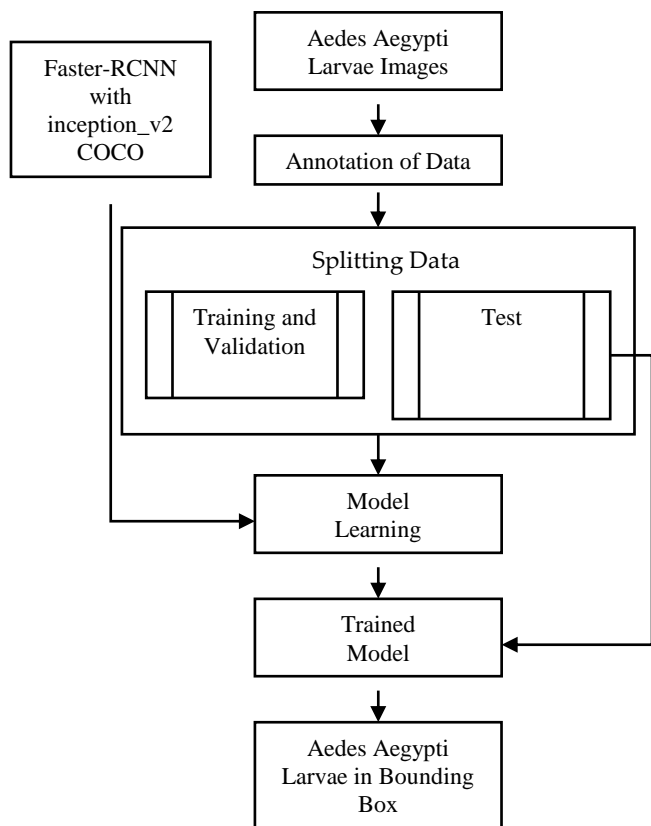 Faster-RCNN
with
inception_v2
COCO
Aedes Aegypti
Larvae Images
Annotation of Data
Splitting Data
Training and
Validation
Test
Model
Learning
Trained
Model
Aedes Aegypti
Larvae in Bounding
Box